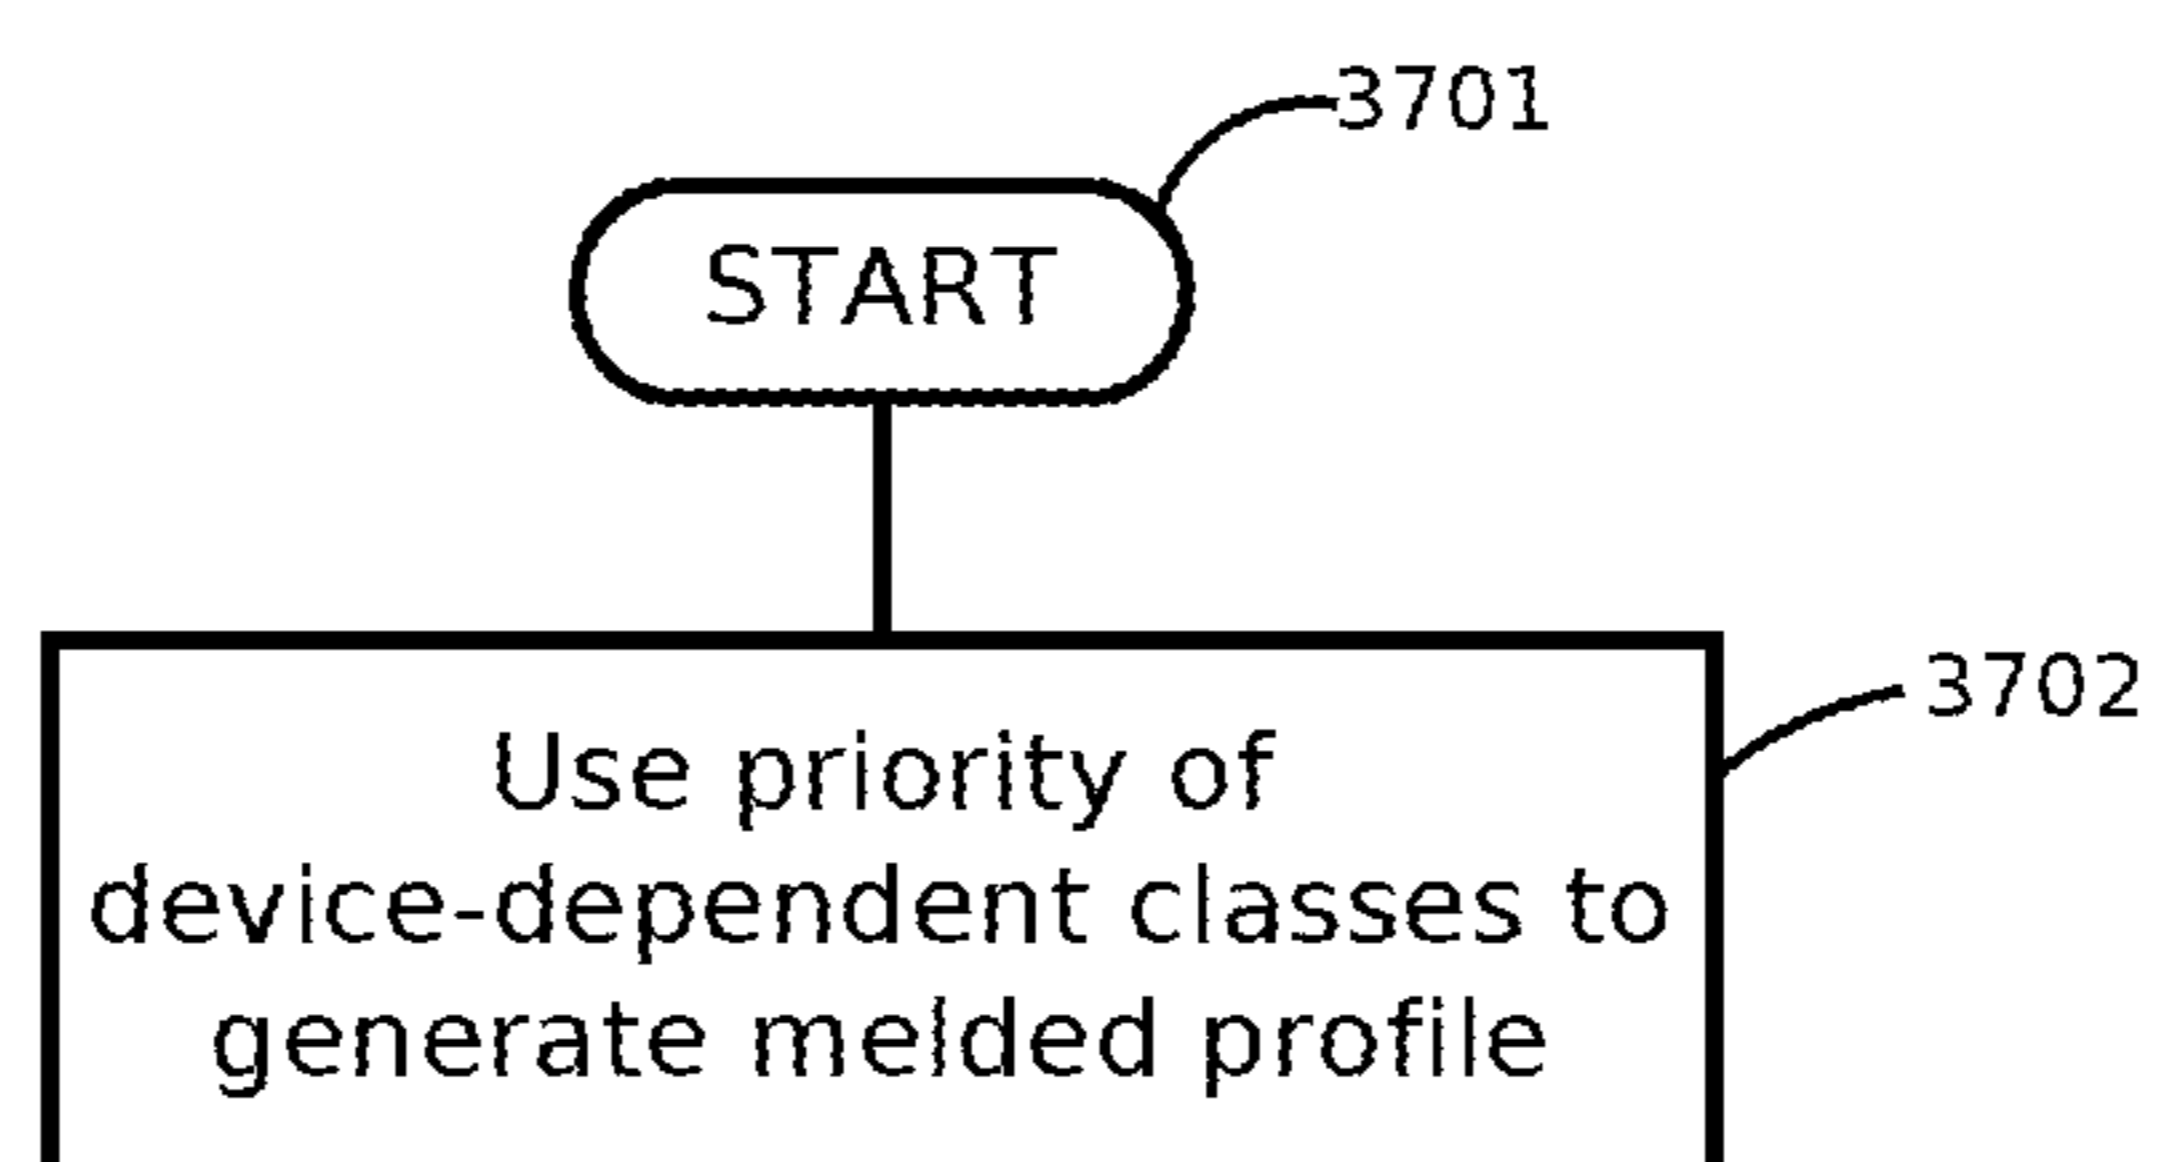 3701
START
3702
Use priority of
device-dependent classes to
generate melded profile